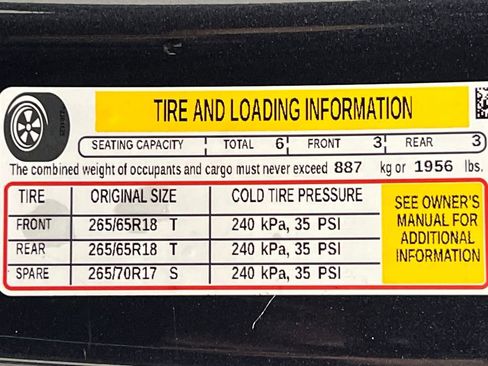 TIRE AND LOADING INFORMATION
SEATING CAPACITY TOTAL 6 FRONT 3 REAR 3
The combined weight of occupants and cargo must never exceed 887 kg or 1956 lbs.
TIRE ORIGINAL SIZE COLD TIRE PRESSURE
FRONT 265/65R18 T 240 kPa, 35 PSI
REAR 265/65R18 T 240 kPa, 35 PSI
SPARE 265/70R17 S 240 kPa, 35 PSI
SEE OWNER'S
MANUAL FOR
ADDITIONAL
INFORMATION